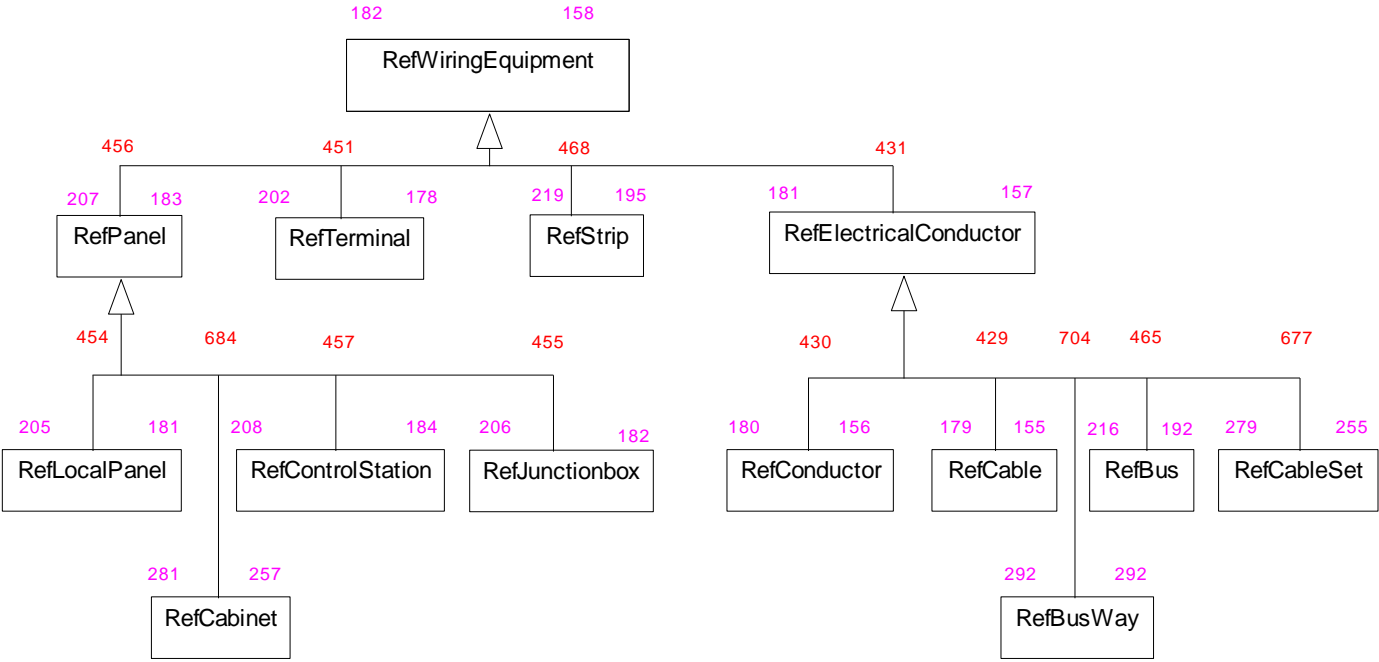 182 158
RefWiringEquipment
456 451 468 431
207 183 202 178 219 195 181 157
RefPanel RefTerminal RefStrip RefElectricalConductor
454 684 457 455 430 429 704 465 677
205 181 208 184 206 182 180 156 179 155 216 192 279 255
RefLocalPanel RefControlStation RefJunctionbox RefConductor RefCable RefBus RefCableSet
281 257 292 292
RefCabinet RefBusWay